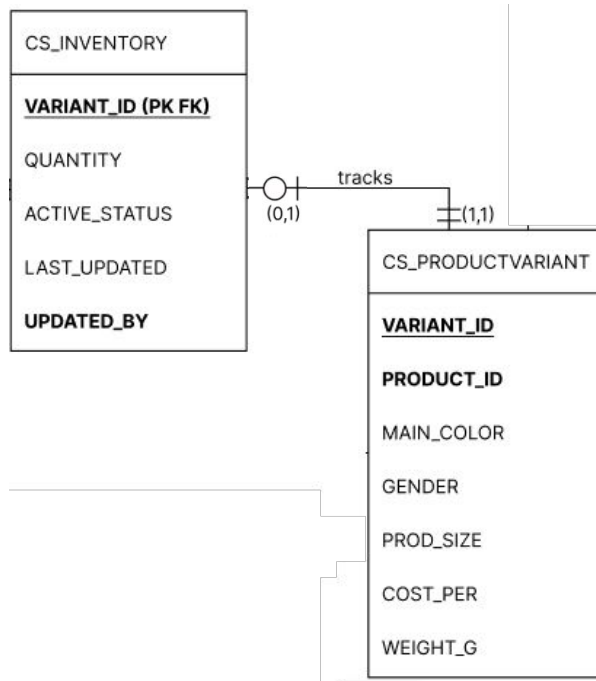 CS_INVENTORY
VARIANT_ID (PK FK)
QUANTITY
ACTIVE_STATUS
LAST_UPDATED
UPDATED_BY
tracks
(0,1)
(1,1)
CS_PRODUCTVARIANT
VARIANT_ID
PRODUCT_ID
MAIN_COLOR
GENDER
PROD_SIZE
COST_PER
WEIGHT_G